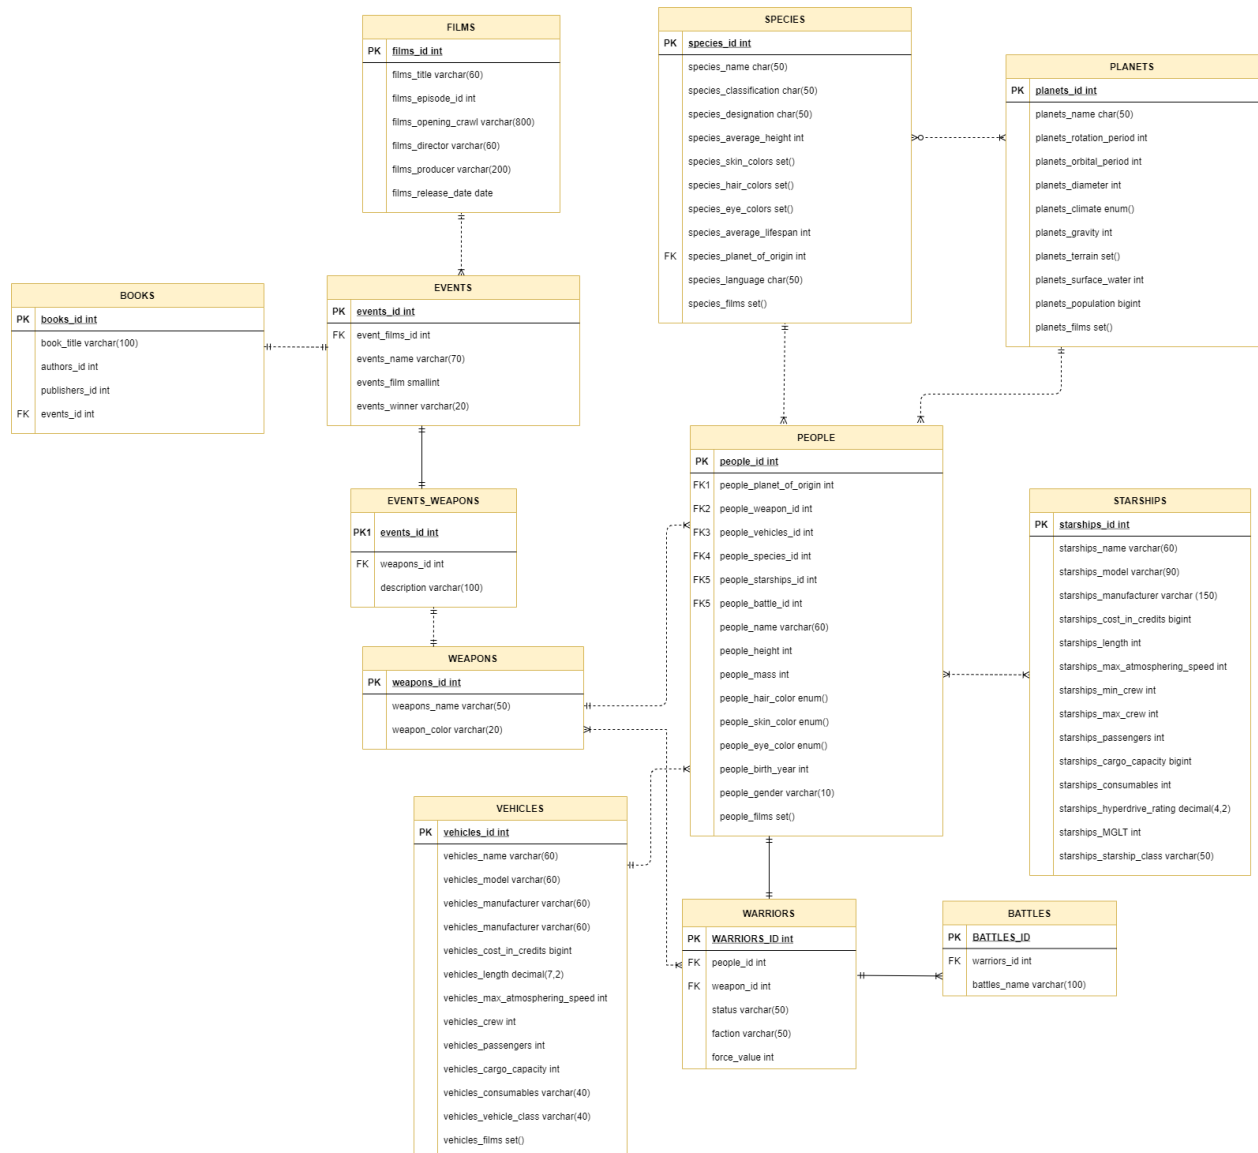 FILMS
PK films_id int
films_title varchar(60)
films_episode_id int
films_opening_crawl varchar(800)
films_director varchar(60)
films_producer varchar(200)
films_release_date date
SPECIES
PK species_id int
species_name char(50)
species_classification char(50)
species_designation char(50)
species_average_height int
species_skin_colors set()
species_hair_colors set()
species_eye_colors set()
species_average_lifespan int
FK species_planet_of_origin int
species_language char(50)
species_films set()
PLANETS
PK planets_id int
planets_name char(50)
planets_rotation_period int
planets_orbital_period int
planets_diameter int
planets_climate enum()
planets_gravity int
planets_terrain set()
planets_surface_water int
planets_population bigint
planets_films set()
BOOKS
PK books_id int
book_title varchar(100)
authors_id int
publishers_id int
FK events_id int
EVENTS
PK events_id int
FK event_films_id int
events_name varchar(70)
events_film smallint
events_winner varchar(20)
EVENTS_WEAPONS
PK1 events_id int
FK weapons_id int
description varchar(100)
WEAPONS
PK weapons_id int
weapons_name varchar(50)
weapon_color varchar(20)
PEOPLE
PK people_id int
FK1 people_planet_of_origin int
FK2 people_weapon_id int
FK3 people_vehicles_id int
FK4 people_species_id int
FK5 people_starships_id int
FK5 people_battle_id int
people_name varchar(60)
people_height int
people_mass int
people_hair_color enum()
people_skin_color enum()
people_eye_color enum()
people_birth_year int
people_gender varchar(10)
people_films set()
STARSHIPS
PK starships_id int
starships_name varchar(60)
starships_model varchar(90)
starships_manufacturer varchar (150)
starships_cost_in_credits bigint
starships_length int
starships_max_atmosphering_speed int
starships_min_crew int
starships_max_crew int
starships_passengers int
starships_cargo_capacity bigint
starships_consumables int
starships_hyperdrive_rating decimal(4,2)
starships_MGLT int
starships_starship_class varchar(50)
VEHICLES
PK vehicles_id int
vehicles_name varchar(60)
vehicles_model varchar(60)
vehicles_manufacturer varchar(60)
vehicles_manufacturer varchar(60)
vehicles_cost_in_credits bigint
vehicles_length decimal(7,2)
vehicles_max_atmosphering_speed int
vehicles_crew int
vehicles_passengers int
vehicles_cargo_capacity int
vehicles_consumables varchar(40)
vehicles_vehicle_class varchar(40)
vehicles_films set()
WARRIORS
PK WARRIORS_ID int
FK people_id int
FK weapon_id int
status varchar(50)
faction varchar(50)
force_value int
BATTLES
PK BATTLES_ID
FK warriors_id int
battles_name varchar(100)